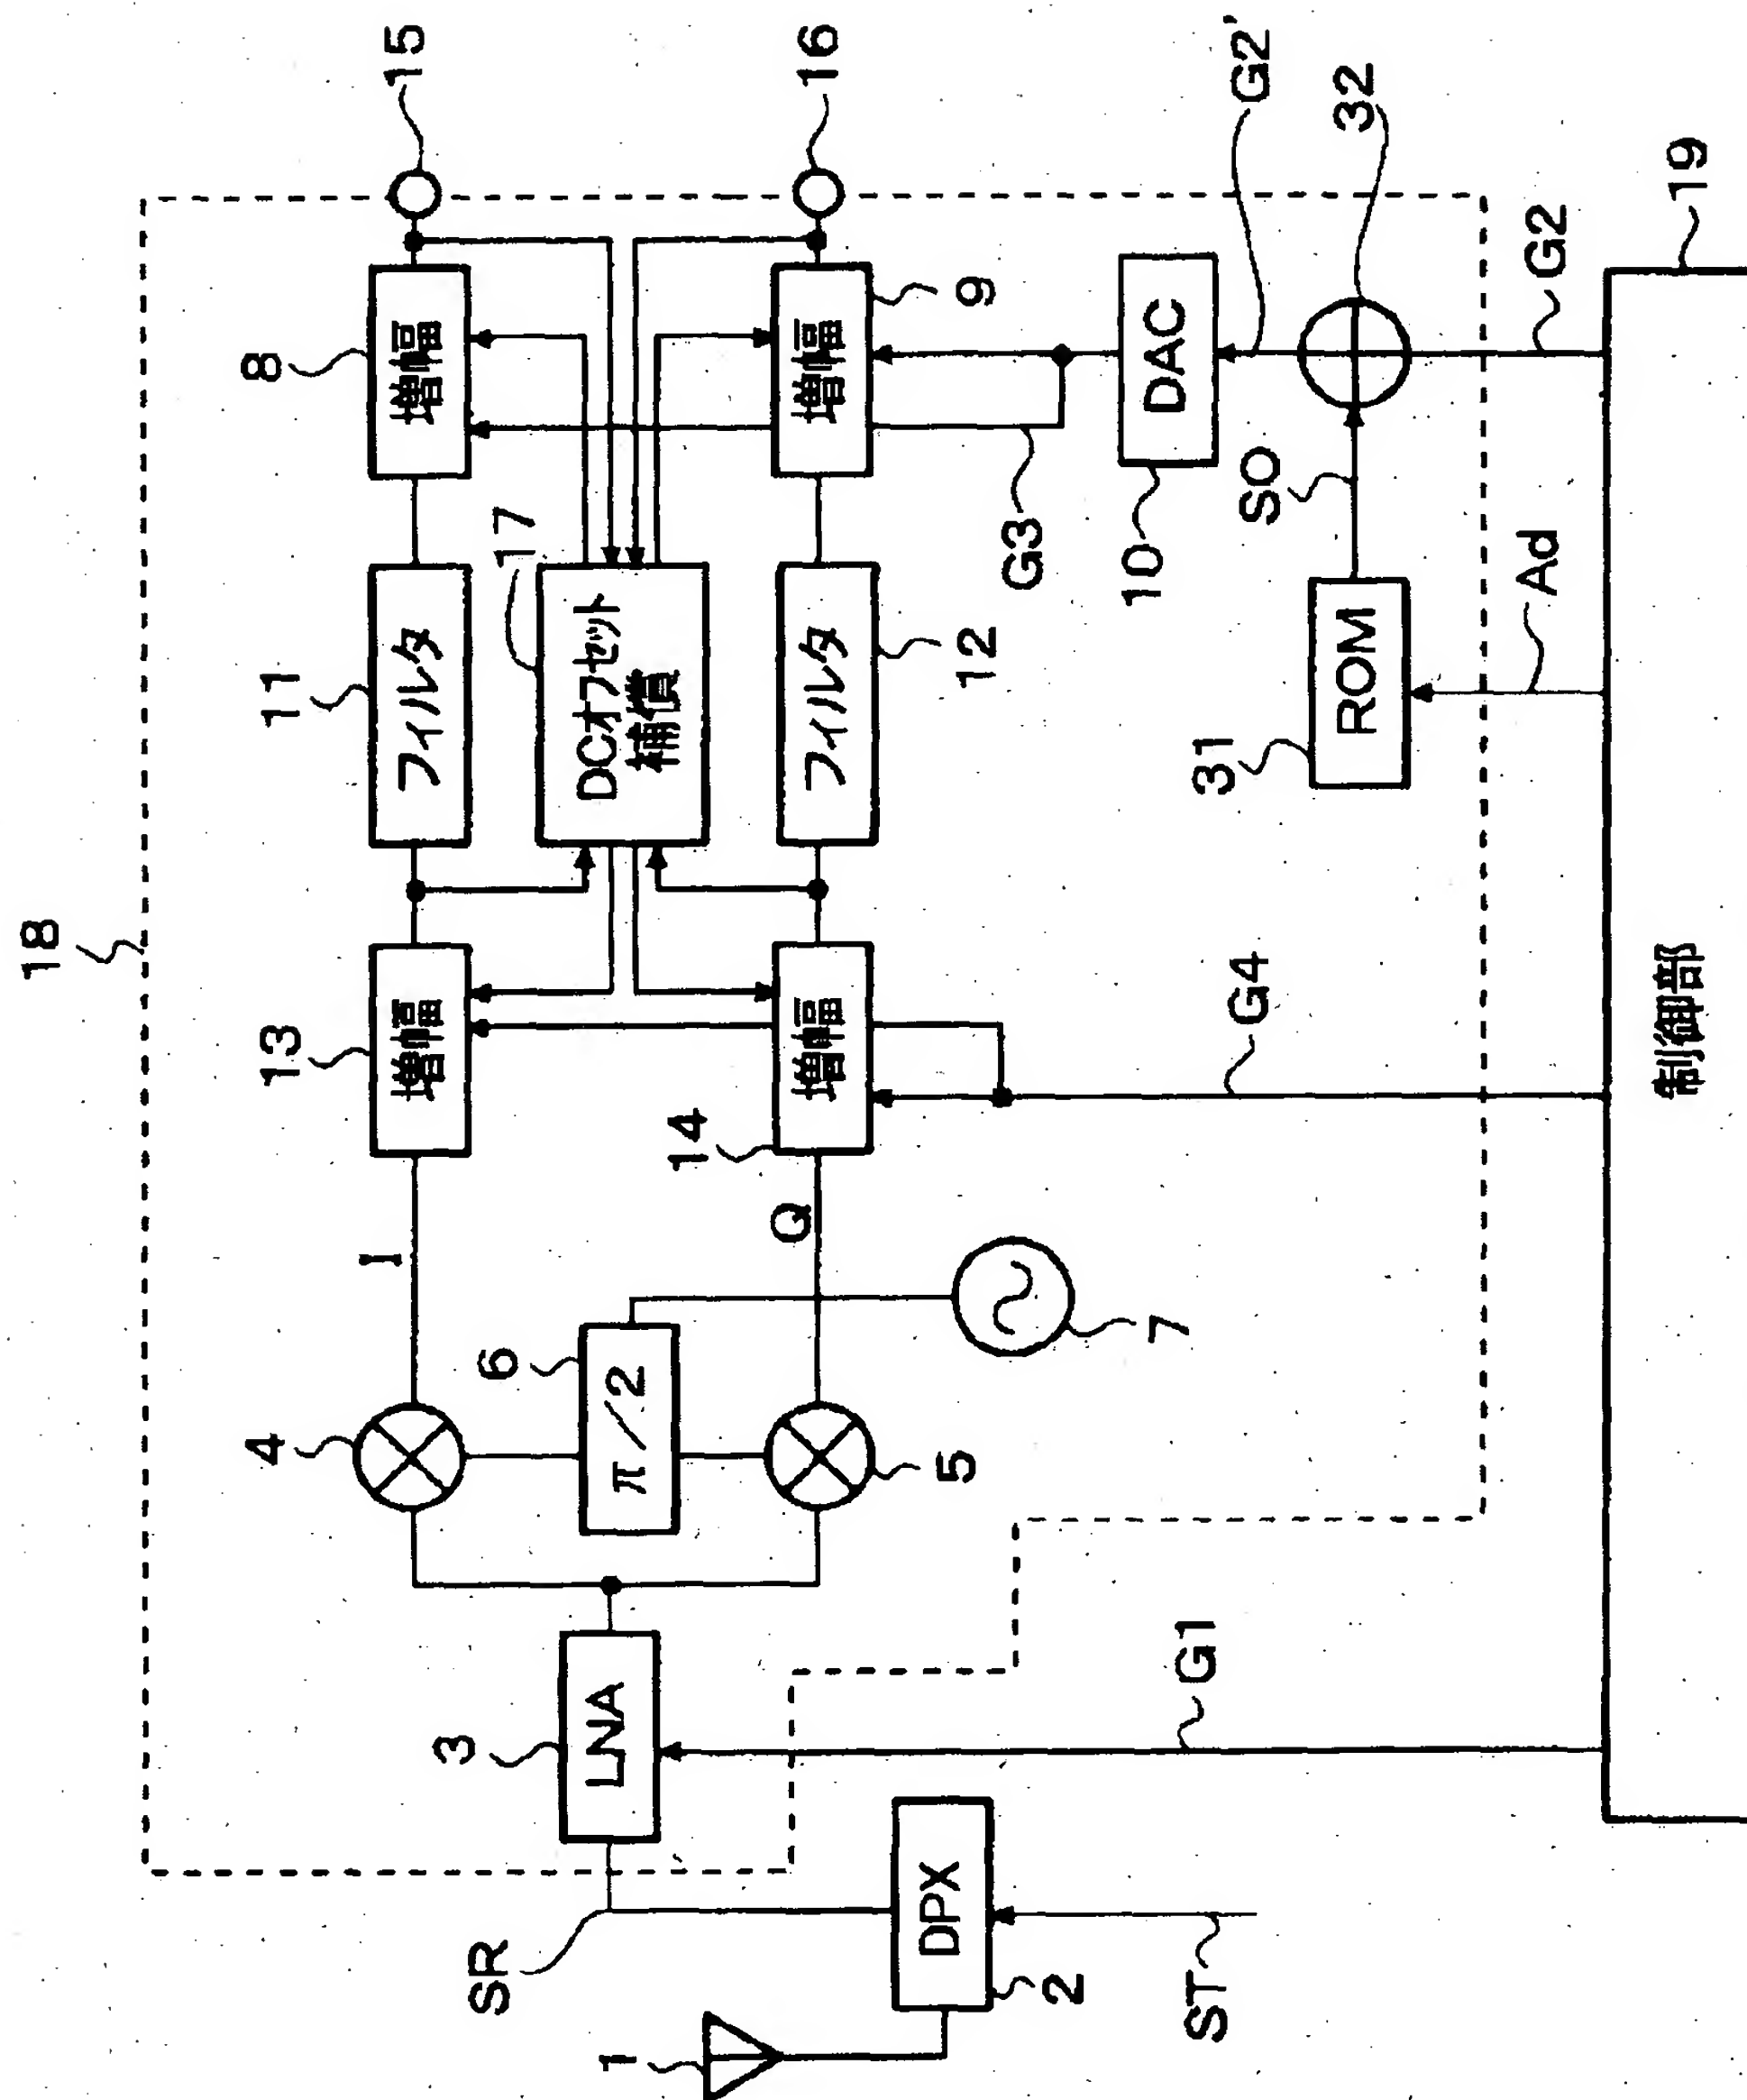 18
4
I
13
増幅
11
フィルタ
8
増幅
15
6
π/2
17
DCオフセット
補償
3
LNA
SR
5
Q
14
増幅
フィルタ
12
増幅
9
16
7
1
DPX
2
ST
G1
G4
G3
10
DAC
G2'
SO
32
31
ROM
Ad
G2
19
制御部